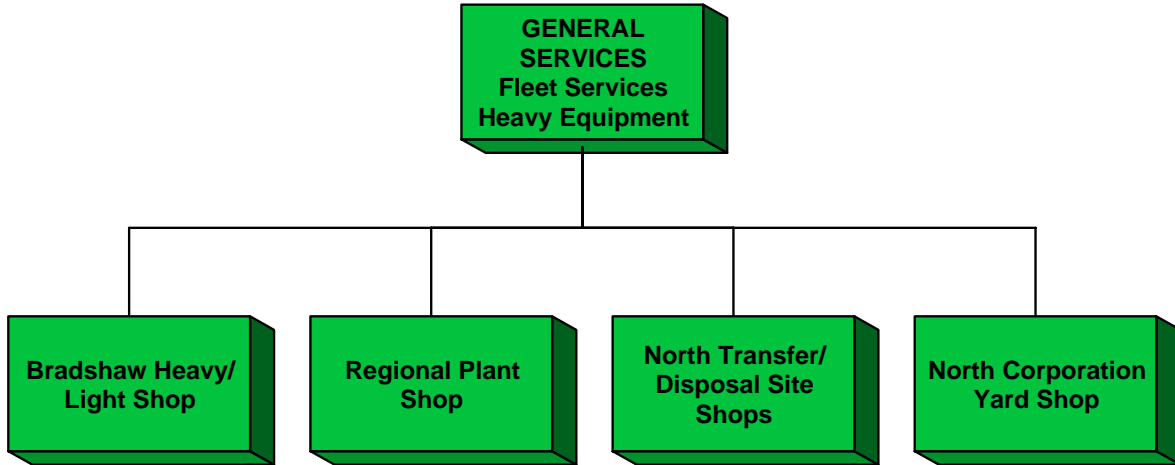 GENERAL
SERVICES
Fleet Services
Heavy Equipment
Bradshaw Heavy/
Light Shop
Regional Plant
Shop
North Transfer/
Disposal Site
Shops
North Corporation
Yard Shop